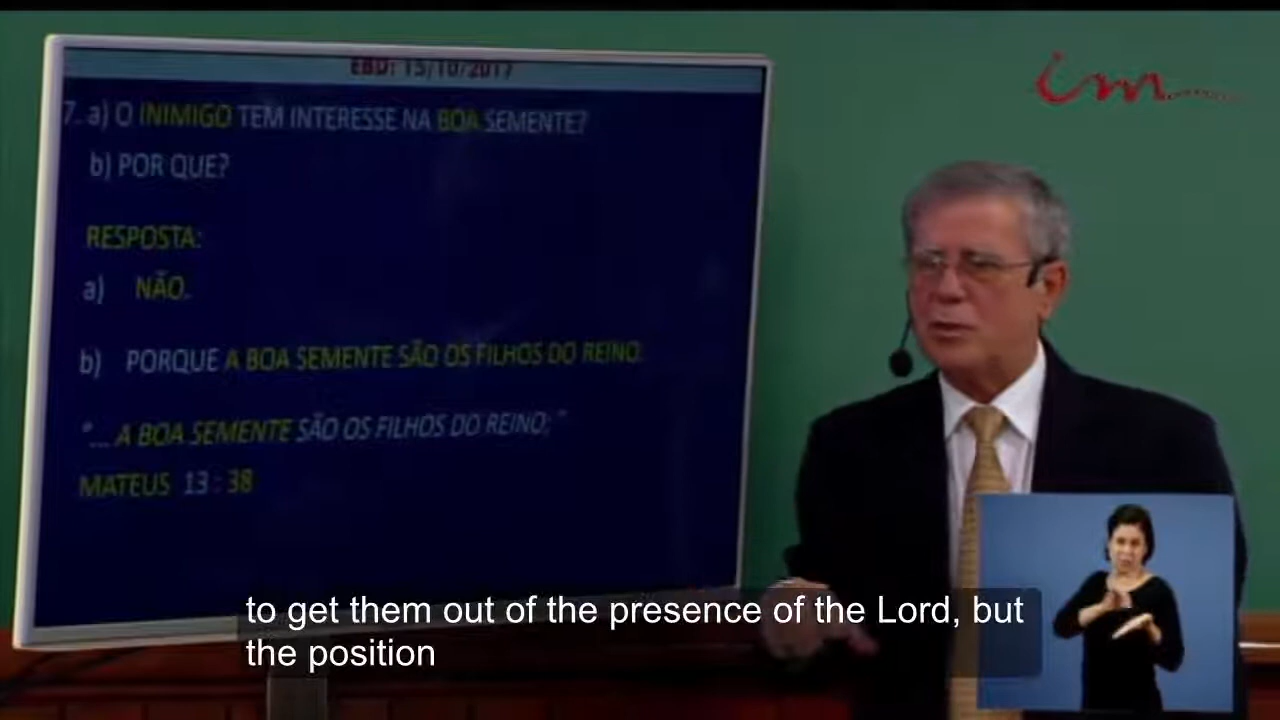 EBD: 15/10/2017
7. a) O INIMIGO TEM INTERESSE NA BOA SEMENTE?
b) POR QUE?
RESPOSTA:
a) NÃO.
b) PORQUE A BOA SEMENTE SÃO OS FILHOS DO REINO.
"... A BOA SEMENTE SÃO OS FILHOS DO REINO;"
MATEUS 13 : 38
im
to get them out of the presence of the Lord, but
the position